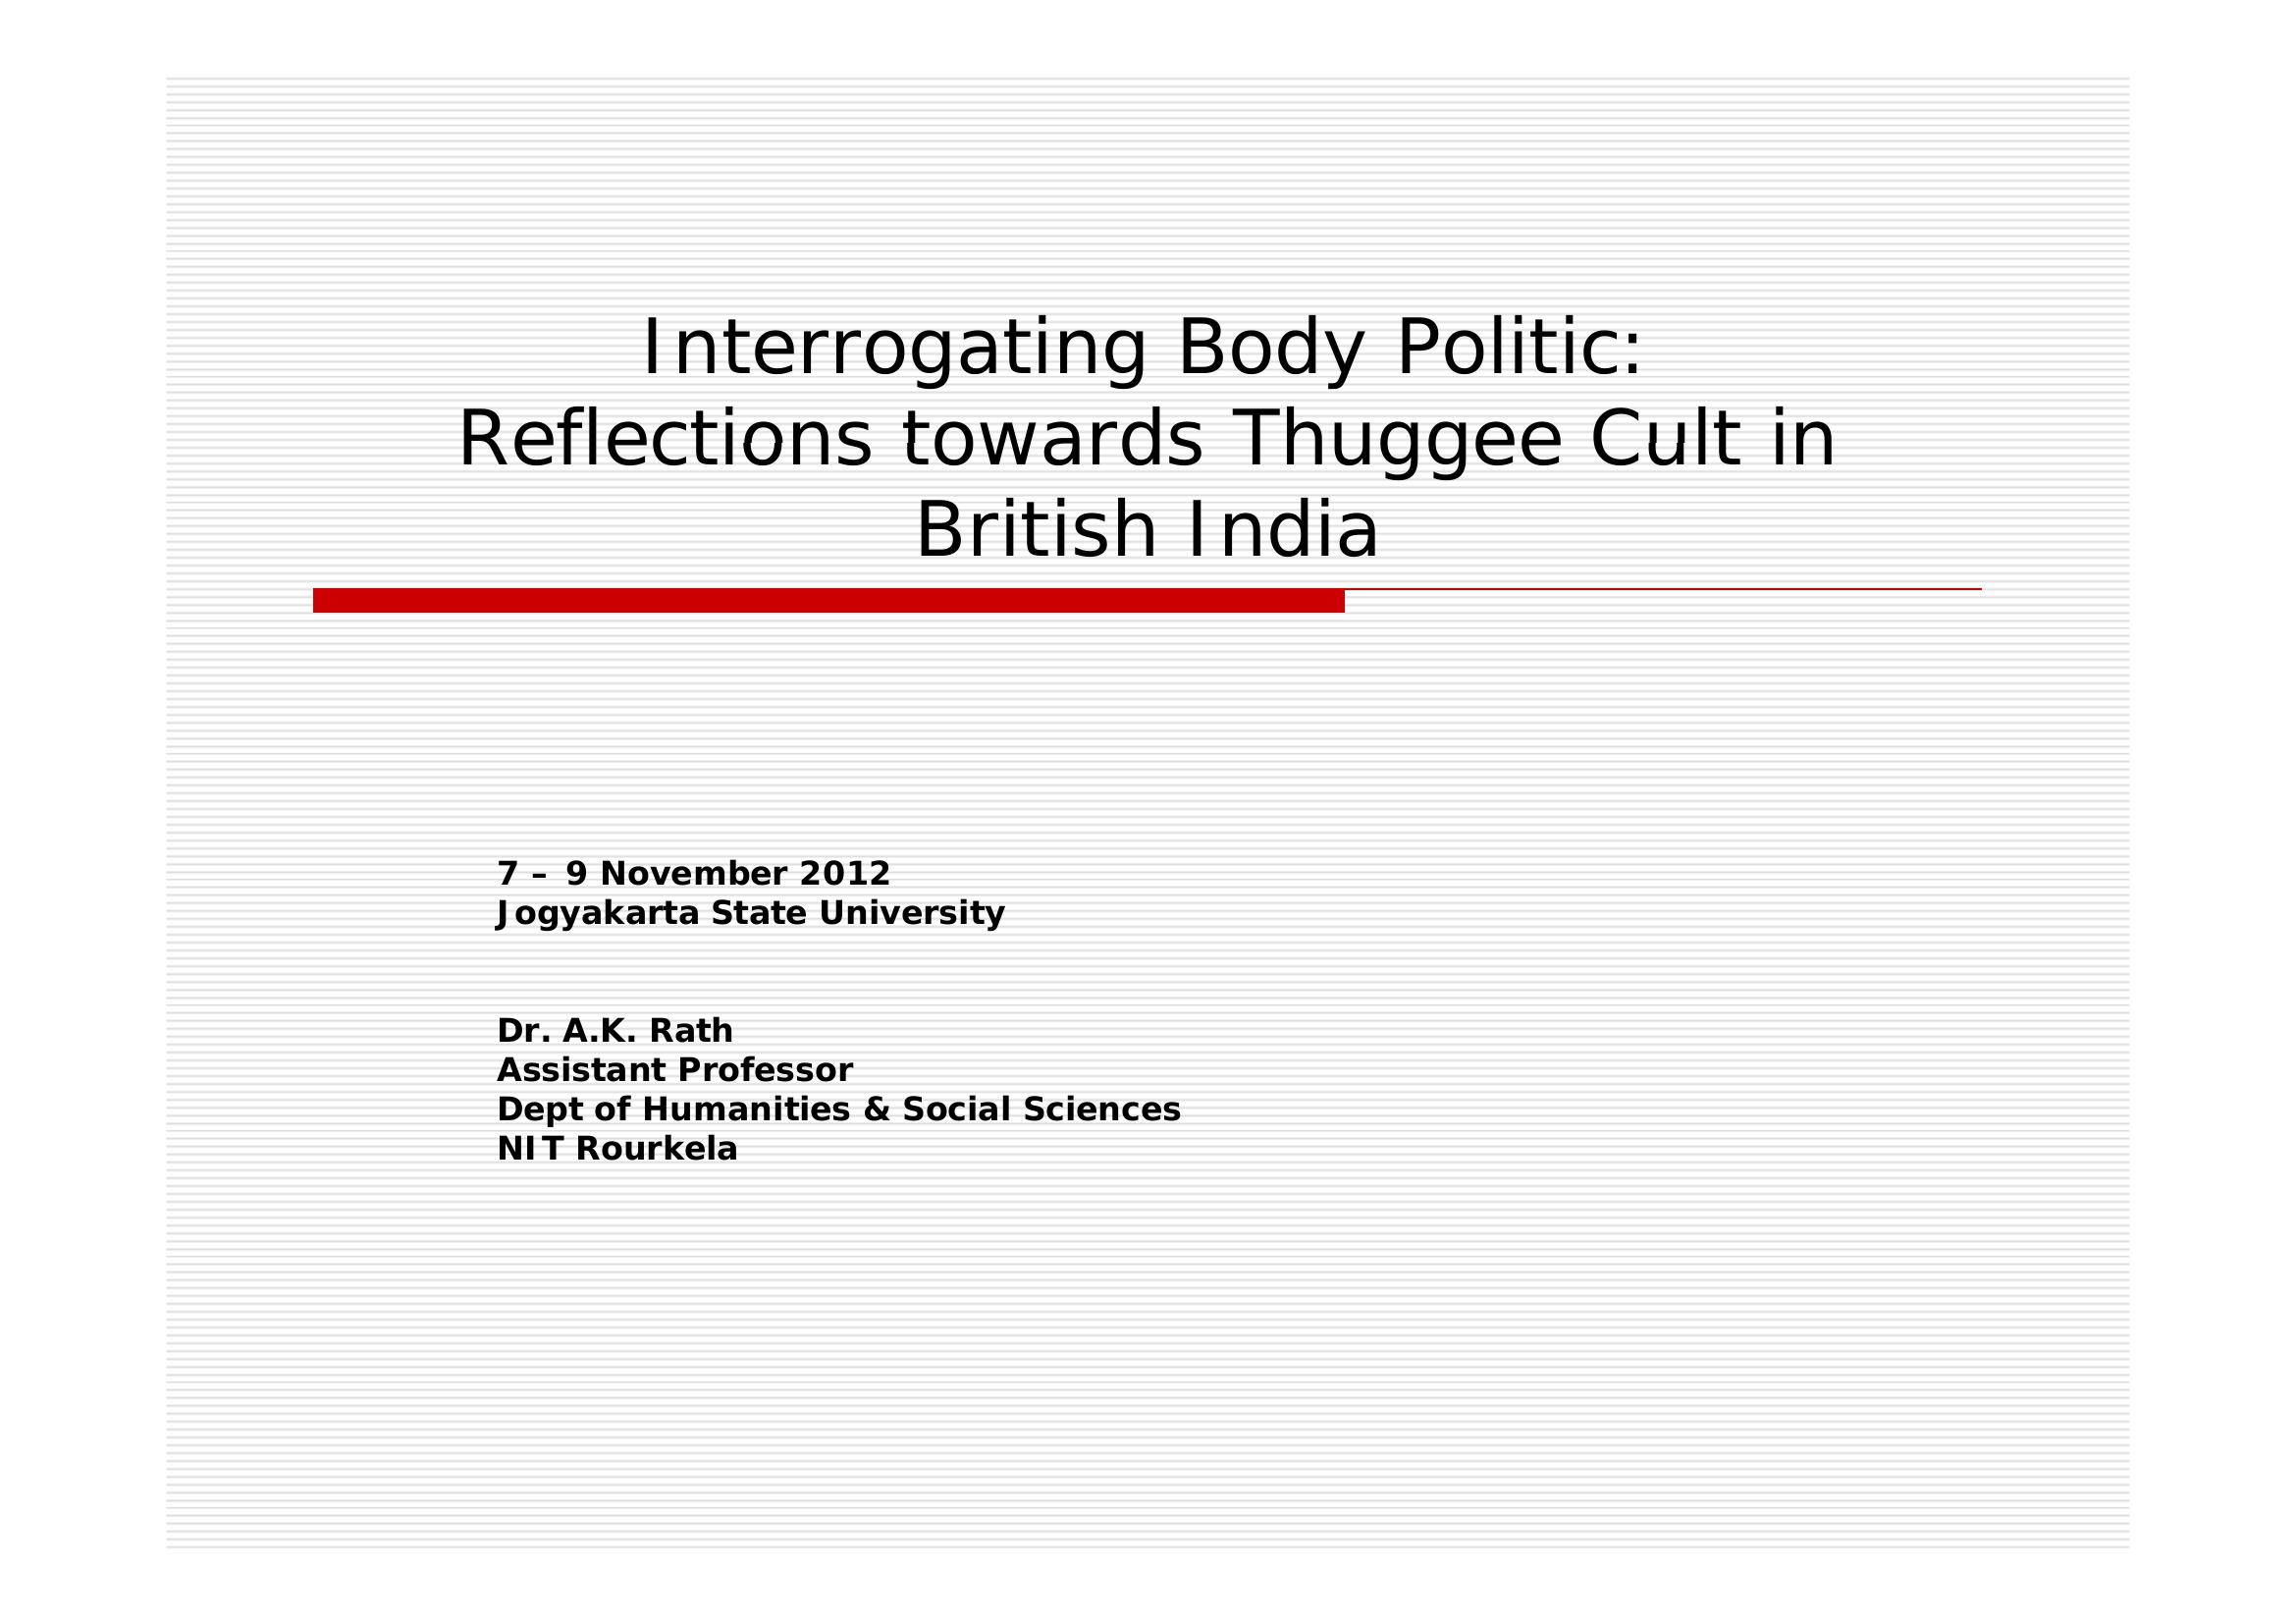 Interrogating Body Politic:
Reflections towards Thuggee Cult in
British India
7 – 9 November 2012
Jogyakarta State University
Dr. A.K. Rath
Assistant Professor
Dept of Humanities & Social Sciences
NIT Rourkela